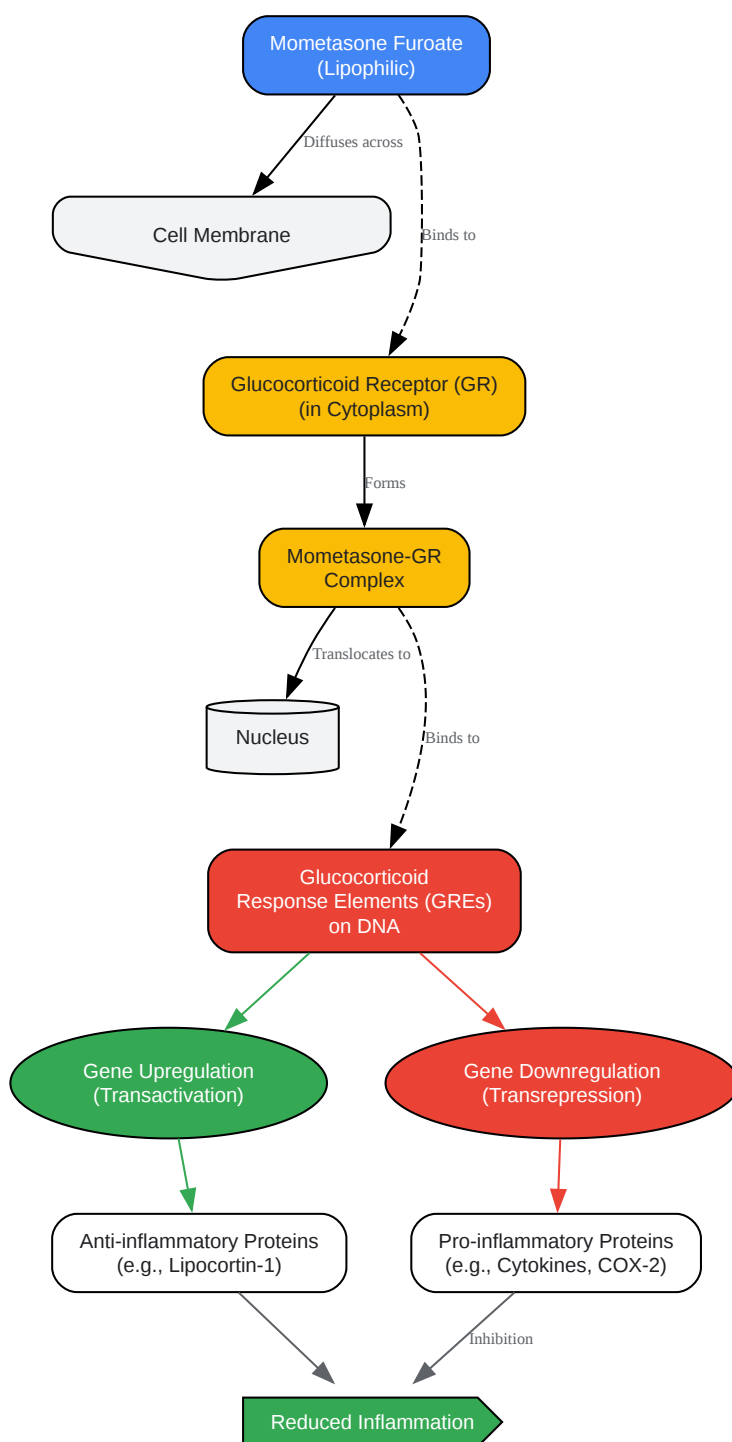 Mometasone Furoate
(Lipophilic)
Diffuses across
Cell Membrane
Binds to
Glucocorticoid Receptor (GR)
(in Cytoplasm)
Forms
Mometasone-GR
Complex
Translocates to
Nucleus
Binds to
Glucocorticoid
Response Elements (GREs)
on DNA
Gene Upregulation
(Transactivation)
Gene Downregulation
(Transrepression)
Anti-inflammatory Proteins
(e.g., Lipocortin-1)
Pro-inflammatory Proteins
(e.g., Cytokines, COX-2)
Inhibition
Reduced Inflammation